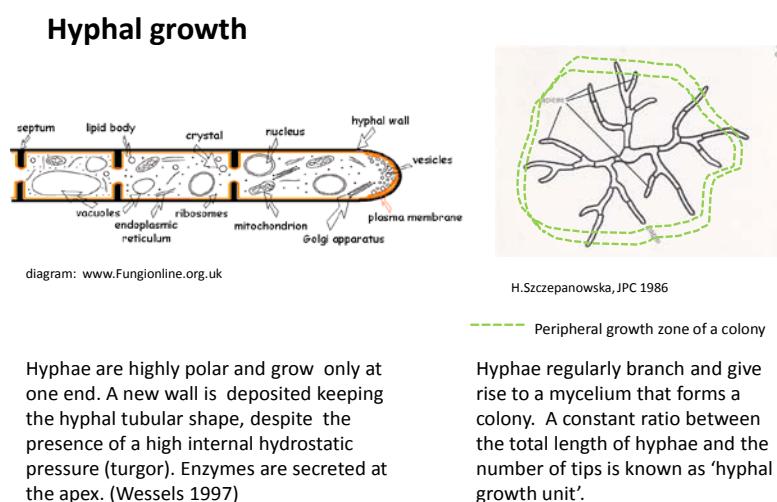 Hyphal growth
septum
lipid body
crystal
nucleus
hyphal wall
vesicles
vacuoles
endoplasmic
reticulum
ribosomes
mitochondrion
Golgi apparatus
plasma membrane
diagram: www.Fungionline.org.uk
apices
H.Szczepanowska, JPC 1986
Peripheral growth zone of a colony
Hyphae are highly polar and grow only at
one end. A new wall is deposited keeping
the hyphal tubular shape, despite the
presence of a high internal hydrostatic
pressure (turgor). Enzymes are secreted at
the apex. (Wessels 1997)
Hyphae regularly branch and give
rise to a mycelium that forms a
colony. A constant ratio between
the total length of hyphae and the
number of tips is known as ‘hyphal
growth unit’.